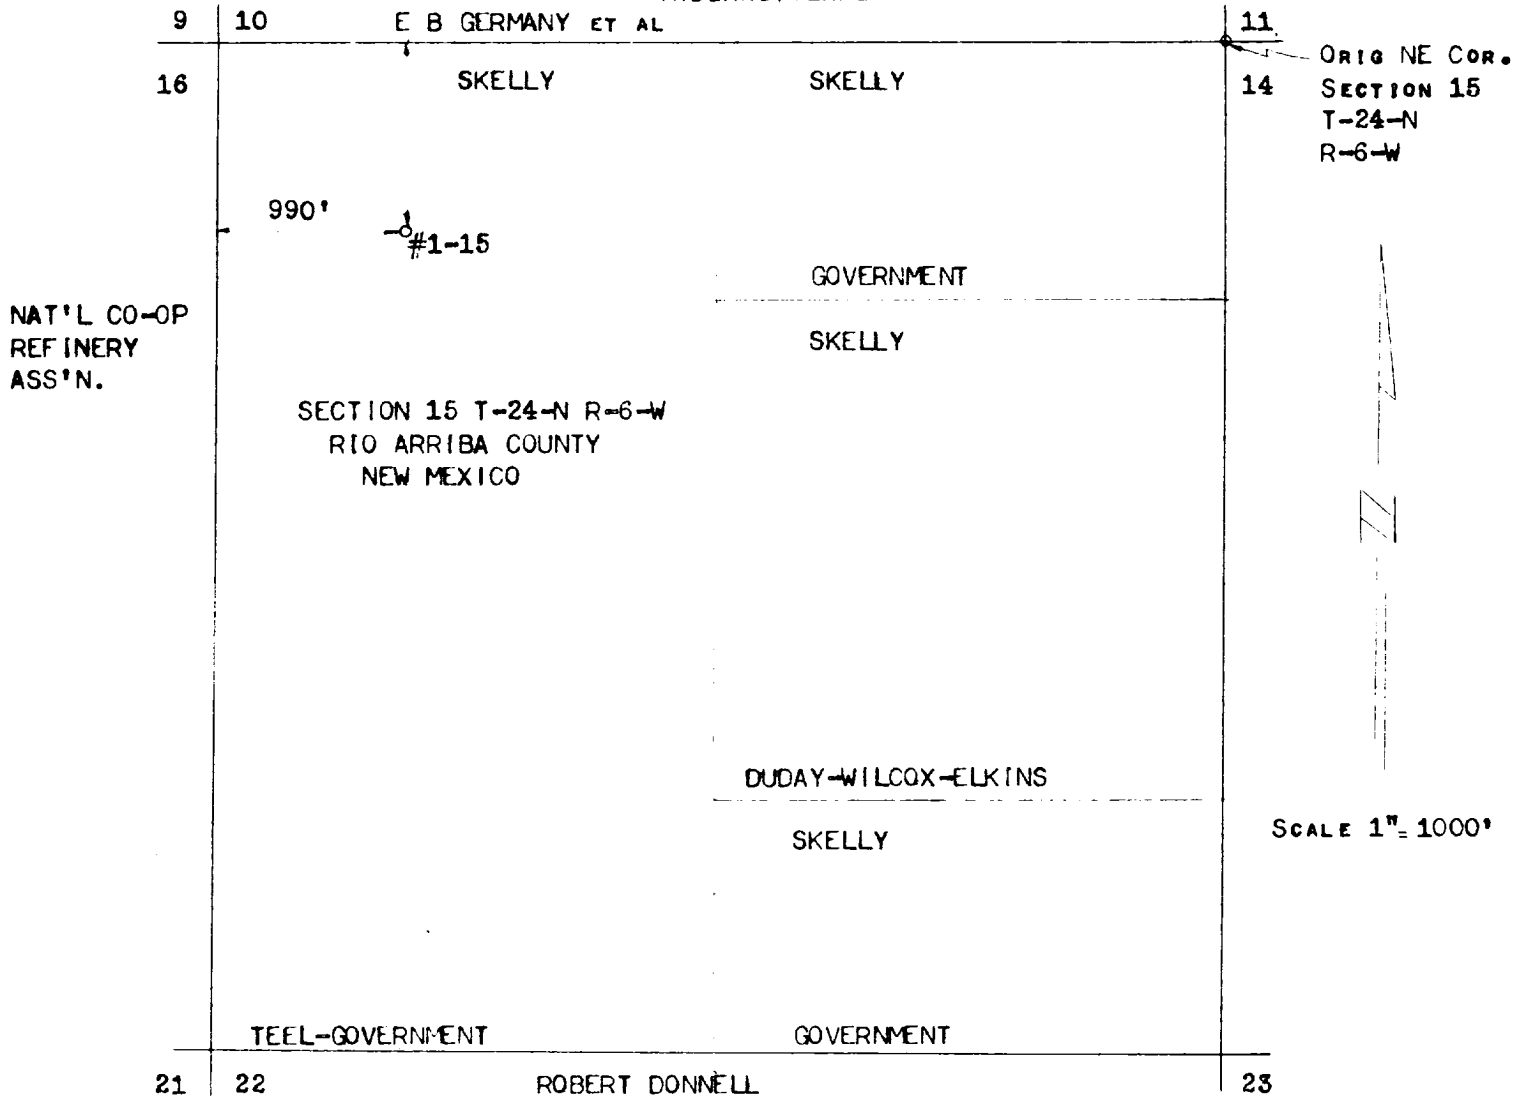 9 10 E B GERMANY ET AL 11
16 SKELLY SKELLY 14
ORIG NE COR.
SECTION 15
T-24-N
R-6-W
990'
#1-15
GOVERNMENT
NAT'L CO-OP
REFINERY
ASS'N.
SKELLY
SECTION 15 T-24-N R-6-W
RIO ARRIBA COUNTY
NEW MEXICO
N
DUDAY-WILCOX-ELKINS
SCALE 1"= 1000'
SKELLY
TEEL-GOVERNMENT GOVERNMENT
21 22 ROBERT DONNELL 23